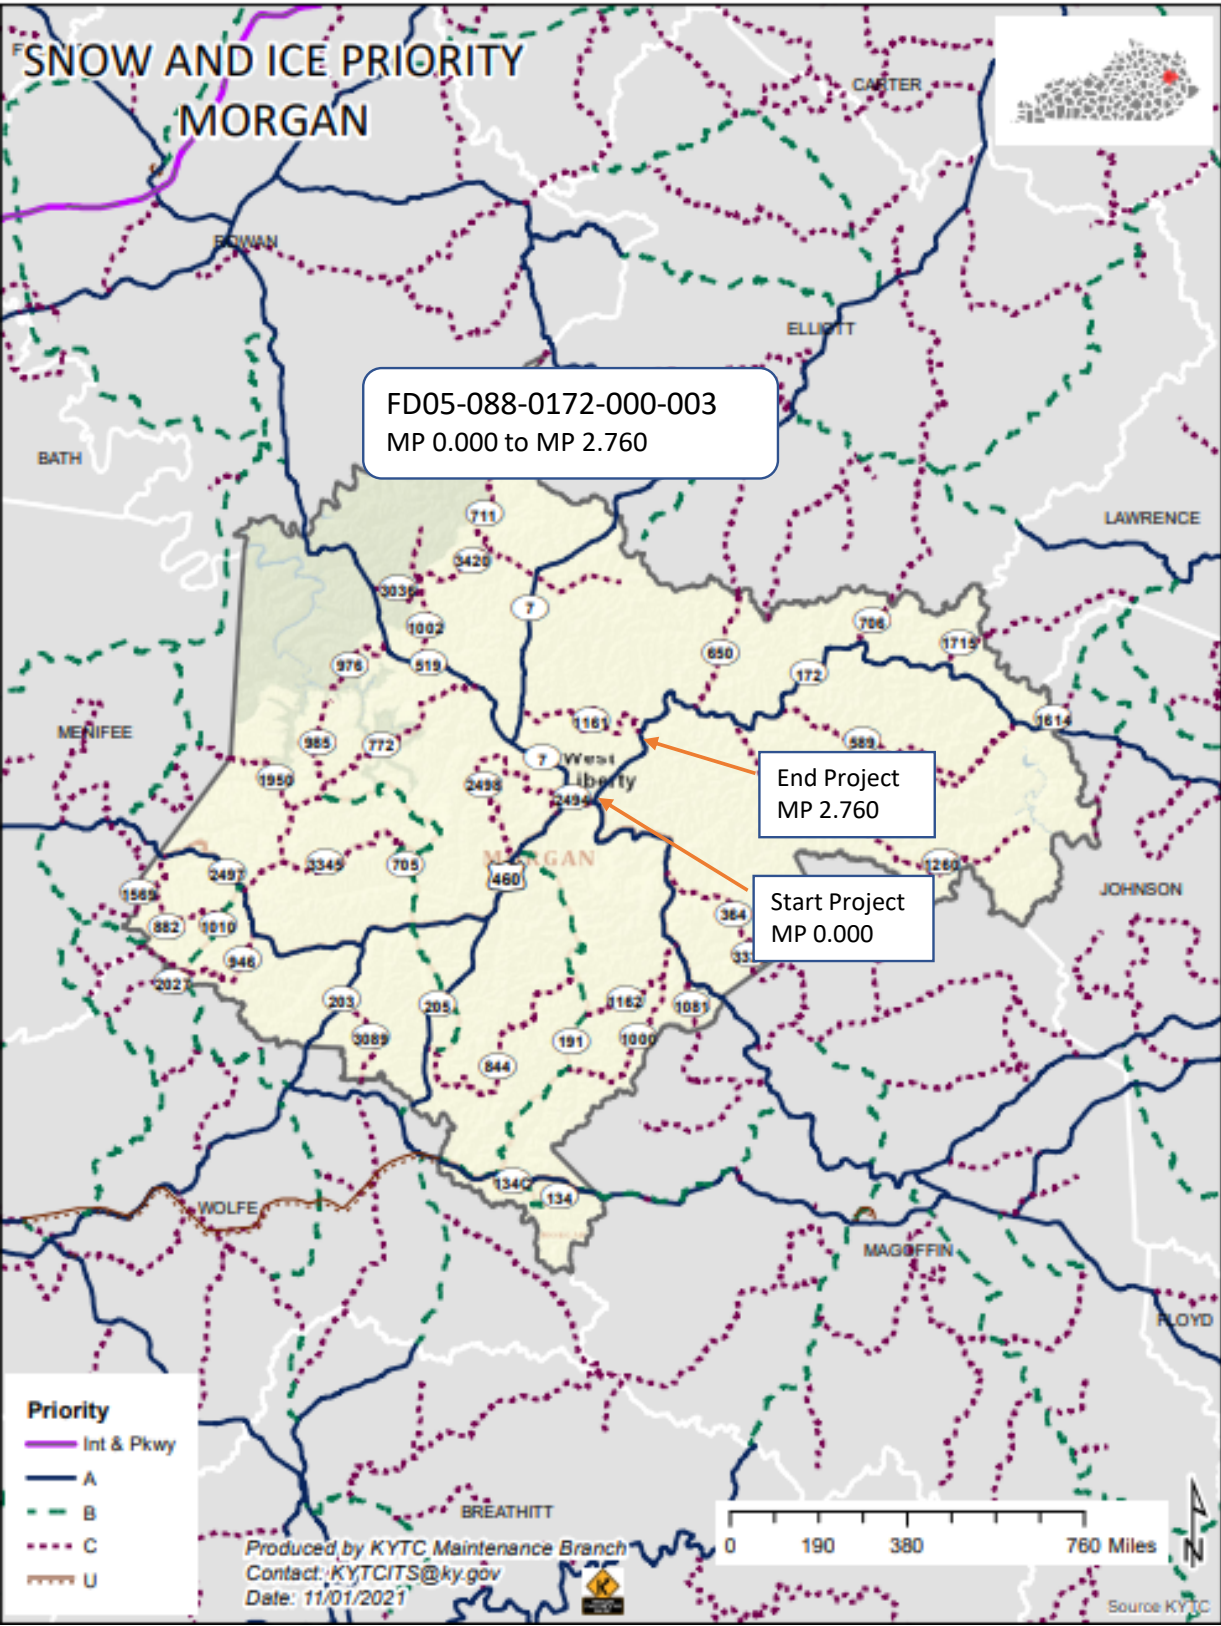 SNOW AND ICE PRIORITY
MORGAN
CARTER
ROWAN
ELLIOTT
FD05-088-0172-000-003
MP 0.000 to MP 2.760
BATH
LAWRENCE
711
3420
3036
7
1002
706
1715
976
519
650
172
1161
1614
MENIFEE
985
772
589
7
West
Liberty
End Project
MP 2.760
1950
2498
2494
MORGAN
3345
705
460
1260
2497
1569
Start Project
MP 0.000
JOHNSON
364
882
1010
946
2027
203
205
1162
1081
3089
191
1000
844
1340
134
WOLFE
MAGOFFIN
FLOYD
Priority
Int & Pkwy
A
B
C
U
BREATHITT
Produced by KYTC Maintenance Branch
Contact: KYTCITS@ky.gov
Date: 11/01/2021
0 190 380 760 Miles
N
Source KYTC